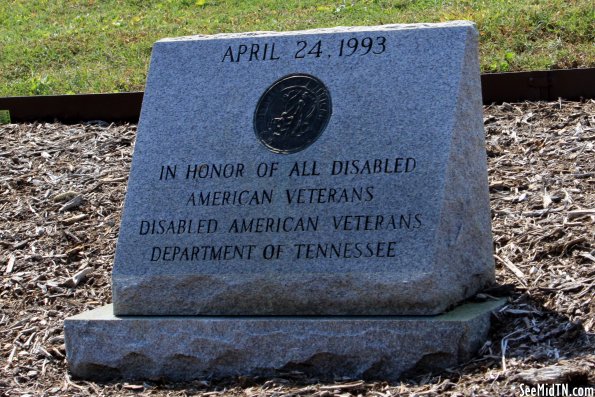 APRIL 24, 1993
IN HONOR OF ALL DISABLED
AMERICAN VETERANS
DISABLED AMERICAN VETERANS
DEPARTMENT OF TENNESSEE
SeeMidTN.com